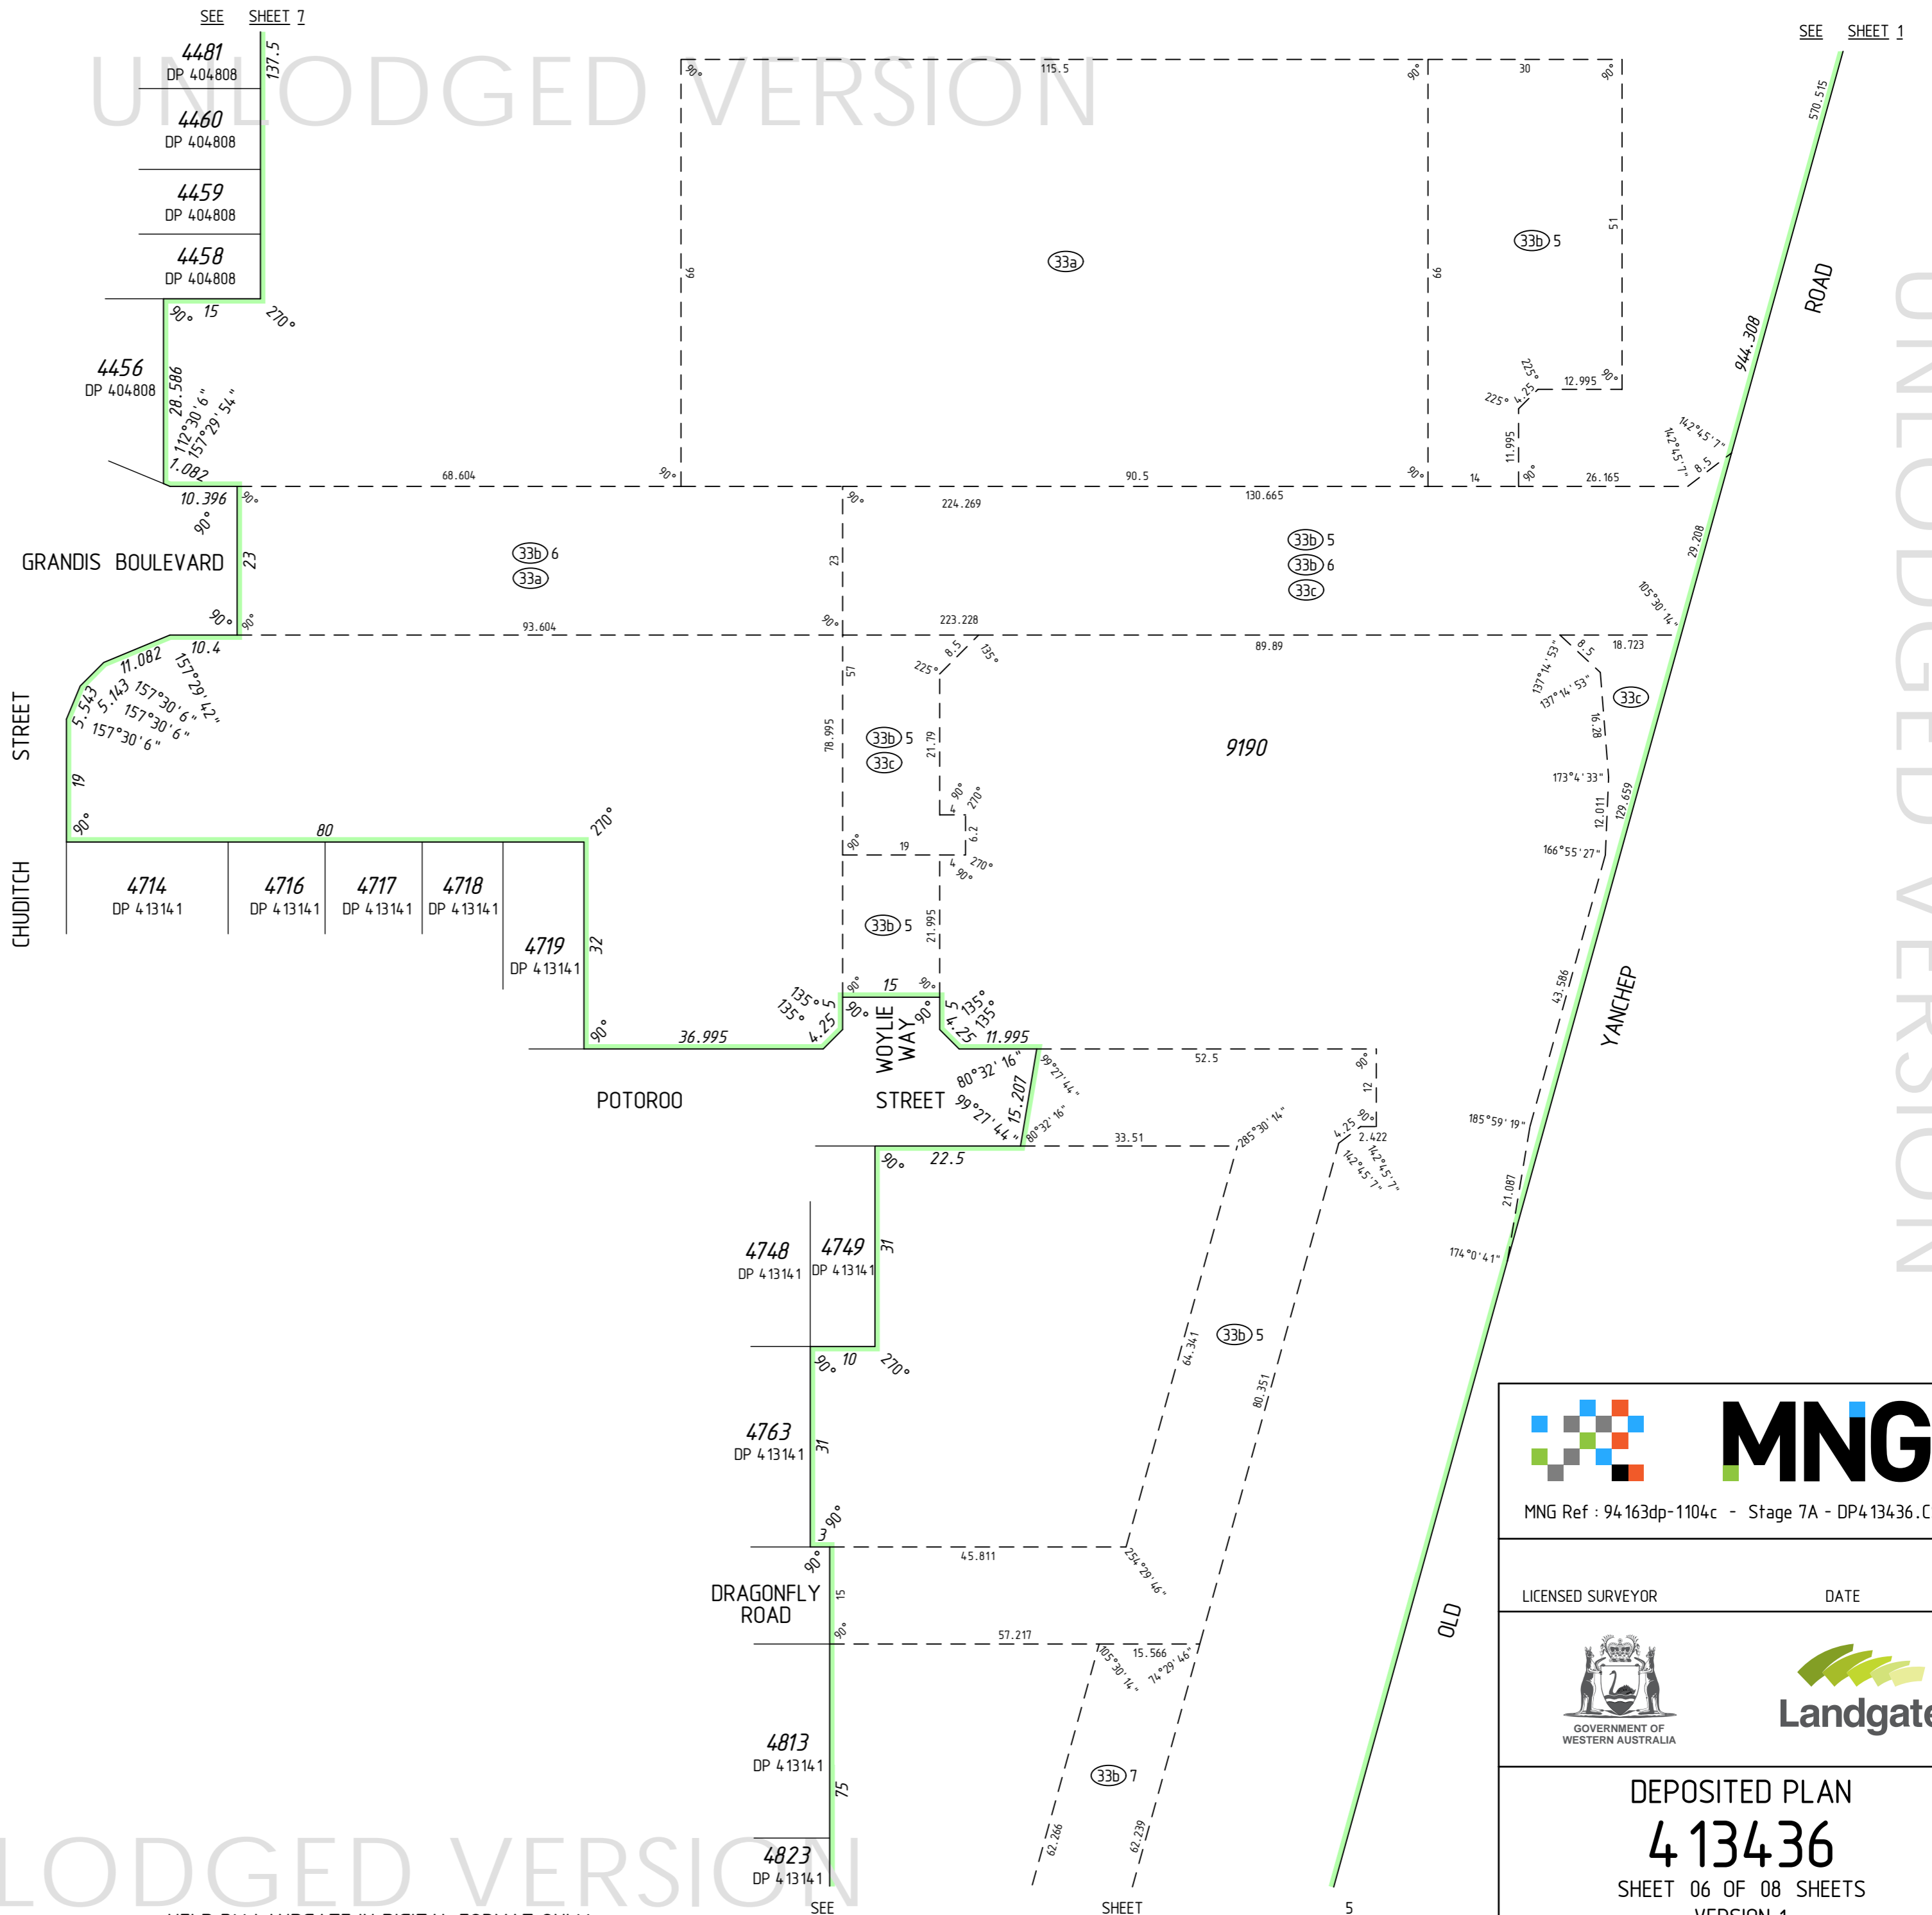 SEE SHEET 7
SEE SHEET 1
UNLODGED VERSION
UNLODGED VERSION
4481
DP 404808
137.5
4460
DP 404808
4459
DP 404808
4458
DP 404808
90° 15 270°
4456
DP 404808
28.586
112°30'6"
157°29'54"
1.082
10.396
90°
90°
90° 115.5 90° 30 90°
66
33a
66
33b 5
51
225°
12.995 90°
225° 4.25
11.995
570.515
ROAD
944.308
142°45'7"
142°45'7"
8.5
68.604 90° 90.5 90° 14 90° 26.165
90° 224.269 130.665
GRANDIS BOULEVARD
23
33b 6
33a
23
33b 5
33b 6
33c
29.208
105°30'14"
90° 90°
10.4
93.604 90° 223.228
89.89
18.723
11.082
157°29'42"
5.143
157°30'6"
5.543
157°30'6"
157°30'6"
STREET
19
90°
80
270°
57
78.995
225° 8.5 135°
33b 5
33c
21.79
90°
4 270°
6.2
90° 19
4 270°
90°
9190
8.5
137°14'53"
137°14'53"
33c
16.28
173°4'33"
12.011
129.659
166°55'27"
CHUDITCH
4714
DP 413141
4716
DP 413141
4717
DP 413141
4718
DP 413141
4719
DP 413141
32
33b 5
21.995
43.586
YANCHEP
90° 15 90°
135° 5
135°
4.25
90° 90°
5 135°
4.25 135°
WOYLIE
WAY
90° 36.995
11.995
52.5 90°
80°32'16"
99°27'44"
12
POTOROO STREET
15.207
99°27'44"
80°32'16"
90°
4.25 2.422
142°45'7"
142°45'7"
285°30'14"
33.51
22.5
90°
185°59'19"
21.087
174°0'41"
4748
DP 413141
4749
DP 413141
31
90° 10 270°
64.341
33b 5
80.351
4763
DP 413141
31
90°
3
90°
45.811
254°29'46"
DRAGONFLY
ROAD
15
90°
57.217 15.566
105°30'14"
74°29'46"
OLD
4813
DP 413141
75
33b 7
62.266
62.239
4823
DP 413141
SEE SHEET 5
MNG
MNG Ref : 94163dp-1104c - Stage 7A - DP413436.C
LICENSED SURVEYOR DATE
GOVERNMENT OF
WESTERN AUSTRALIA
Landgate
DEPOSITED PLAN
413436
SHEET 06 OF 08 SHEETS
LODGED VERSION